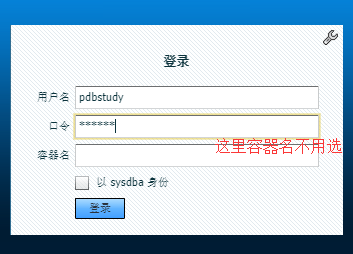 登录
用户名 pdbstudy
口令 ******
这里容器名不用选
容器名
以 sysdba 身份
登录